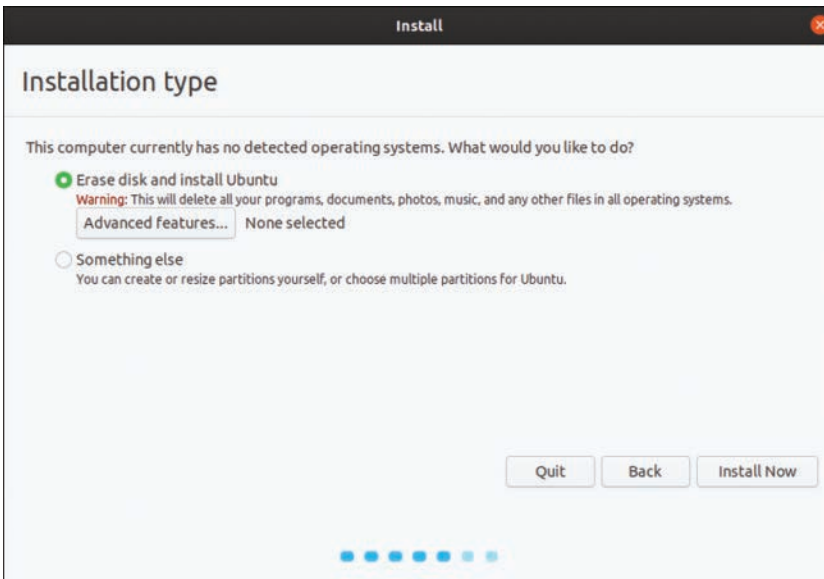 Install
Installation type
This computer currently has no detected operating systems. What would you like to do?
Erase disk and install Ubuntu
Warning: This will delete all your programs, documents, photos, music, and any other files in all operating systems.
Advanced features... None selected
Something else
You can create or resize partitions yourself, or choose multiple partitions for Ubuntu.
Quit Back Install Now